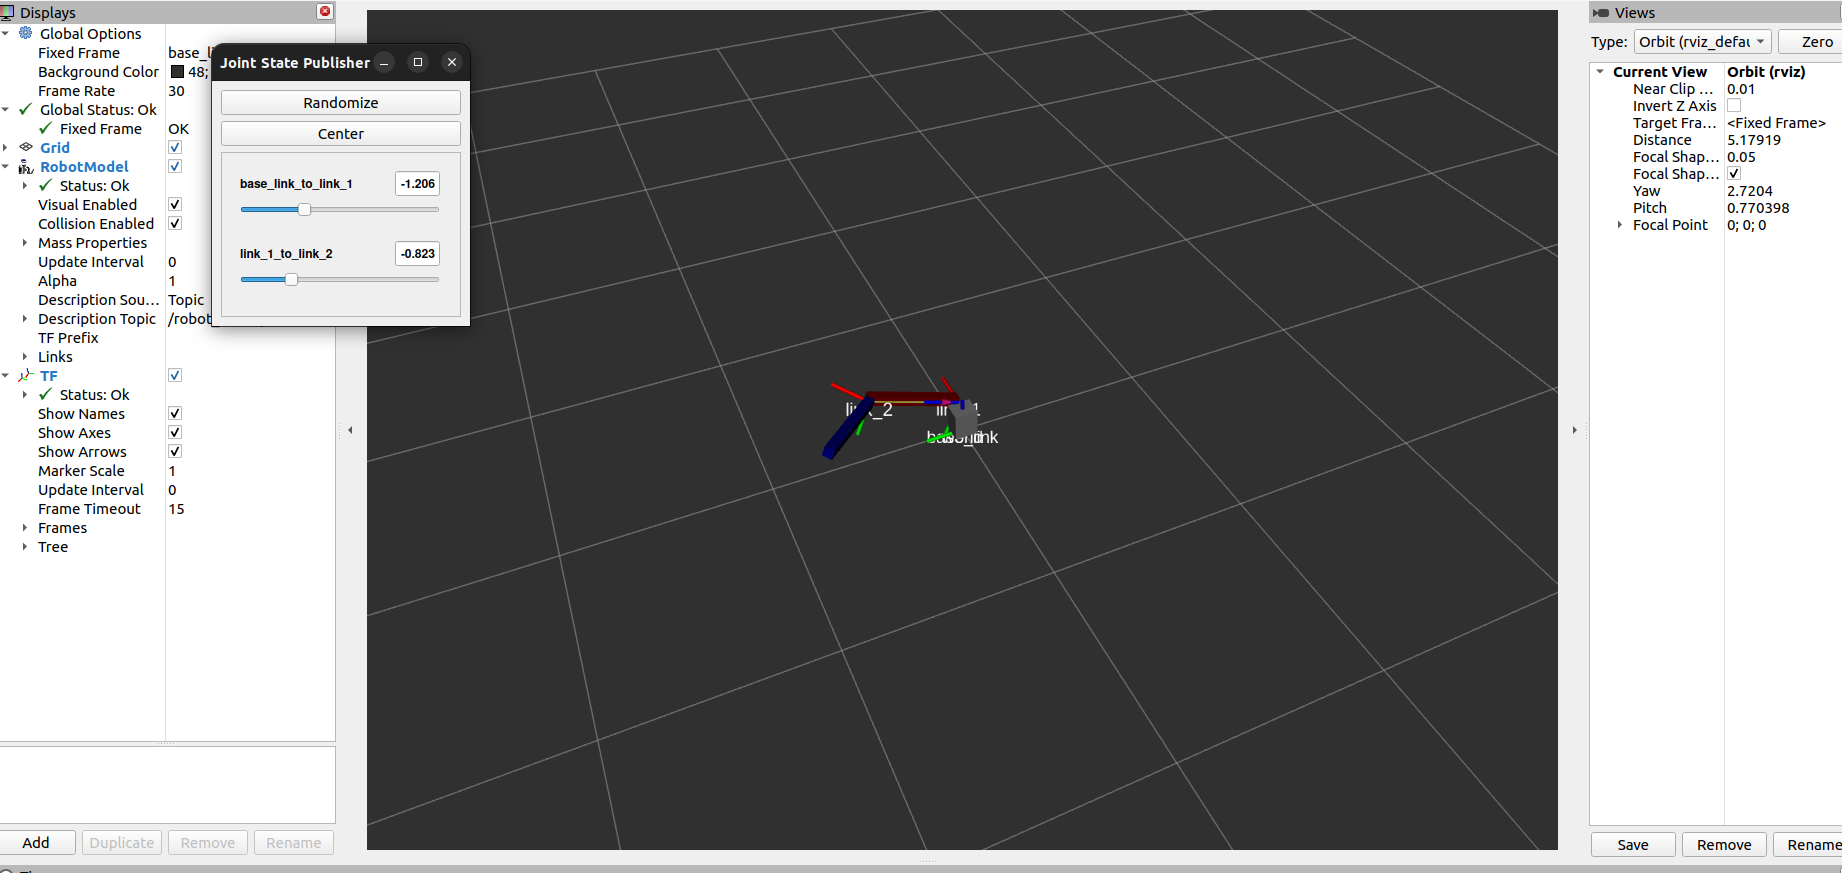 Displays
Global Options
Fixed Frame
Background Color 48;
Frame Rate 30
Global Status: Ok
Fixed Frame OK
Grid
RobotModel
Status: Ok
Visual Enabled
Collision Enabled
Mass Properties
Update Interval 0
Alpha 1
Description Sou... Topic
Description Topic
TF Prefix
Links
TF
Status: Ok
Show Names
Show Axes
Show Arrows
Marker Scale 1
Update Interval 0
Frame Timeout 15
Frames
Tree
Add Duplicate Remove Rename
Joint State Publisher
Randomize
Center
base_link_to_link_1 -1.206
link_1_to_link_2 -0.823
Views
Type: Orbit (rviz_defau Zero
Current View Orbit (rviz)
Near Clip ... 0.01
Invert Z Axis
Target Fra... <Fixed Frame>
Distance 5.17919
Focal Shap... 0.05
Focal Shap...
Yaw 2.7204
Pitch 0.770398
Focal Point 0; 0; 0
Save Remove Rename